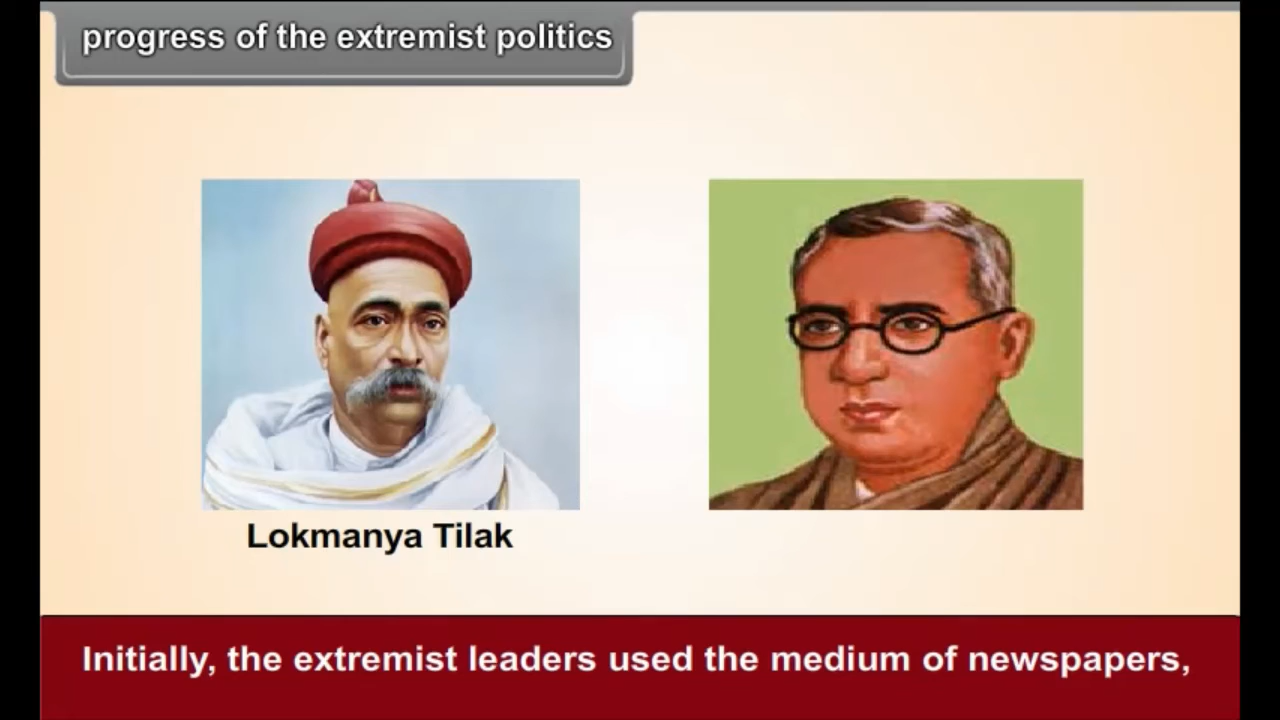 progress of the extremist politics
Lokmanya Tilak
Initially, the extremist leaders used the medium of newspapers,